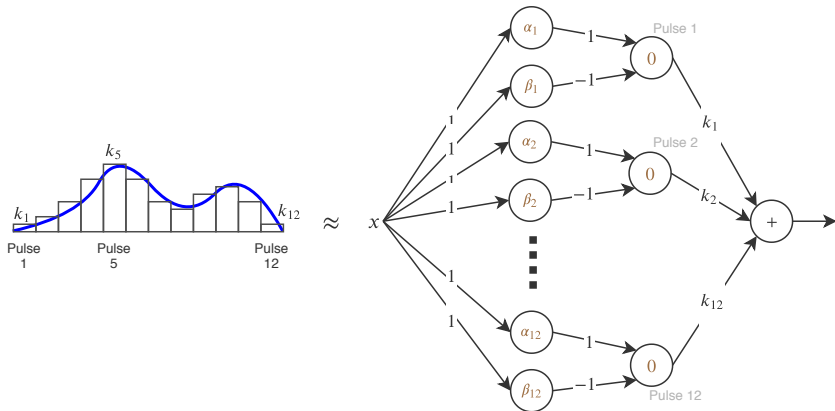 k₅
k₁
k₁₂
Pulse 1
Pulse 5
Pulse 12
≈
x
1
1
1
1
1
1
α₁
β₁
α₂
β₂
α₁₂
β₁₂
1
−1
1
−1
1
−1
Pulse 1
0
Pulse 2
0
0
Pulse 12
k₁
k₂
k₁₂
+